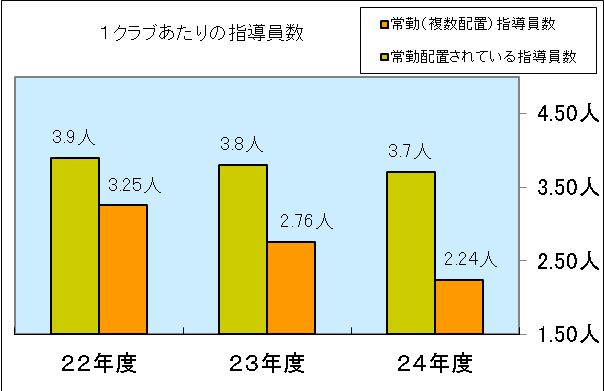 １クラブあたりの指導員数
常勤（複数配置）指導員数
常勤配置されている指導員数
4.50人
3.50人
2.50人
1.50人
3.9人
3.25人
3.8人
2.76人
3.7人
2.24人
２２年度
２３年度
２４年度